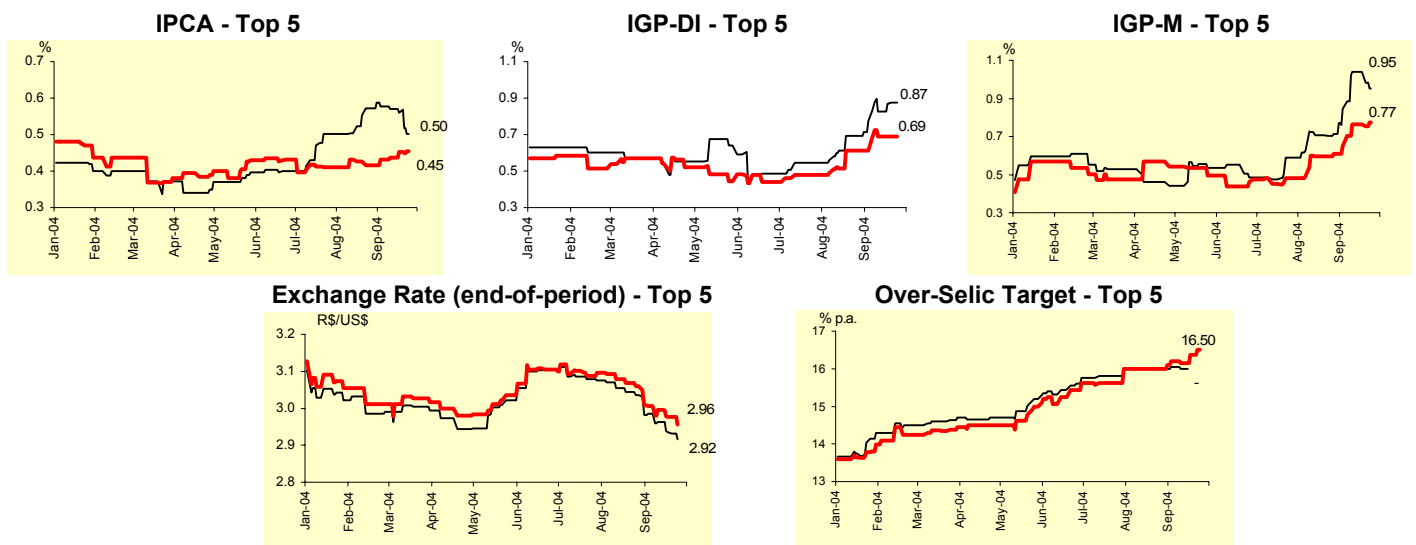 IPCA - Top 5
%
0.7
0.6
0.5
0.4
0.3
0.50
0.45
Jan-04
Feb-04
Mar-04
Apr-04
May-04
Jun-04
Jul-04
Aug-04
Sep-04
IGP-DI - Top 5
%
1.1
0.9
0.7
0.5
0.3
0.87
0.69
Jan-04
Feb-04
Mar-04
Apr-04
May-04
Jun-04
Jul-04
Aug-04
Sep-04
IGP-M - Top 5
%
1.1
0.9
0.7
0.5
0.3
0.95
0.77
Jan-04
Feb-04
Mar-04
Apr-04
May-04
Jun-04
Jul-04
Aug-04
Sep-04
Exchange Rate (end-of-period) - Top 5
R$/US$
3.2
3.1
3.0
2.9
2.8
2.96
2.92
Jan-04
Feb-04
Mar-04
Apr-04
May-04
Jun-04
Jul-04
Aug-04
Sep-04
Over-Selic Target - Top 5
% p.a.
17
16
15
14
13
16.50
-
Jan-04
Feb-04
Mar-04
Apr-04
May-04
Jun-04
Jul-04
Aug-04
Sep-04